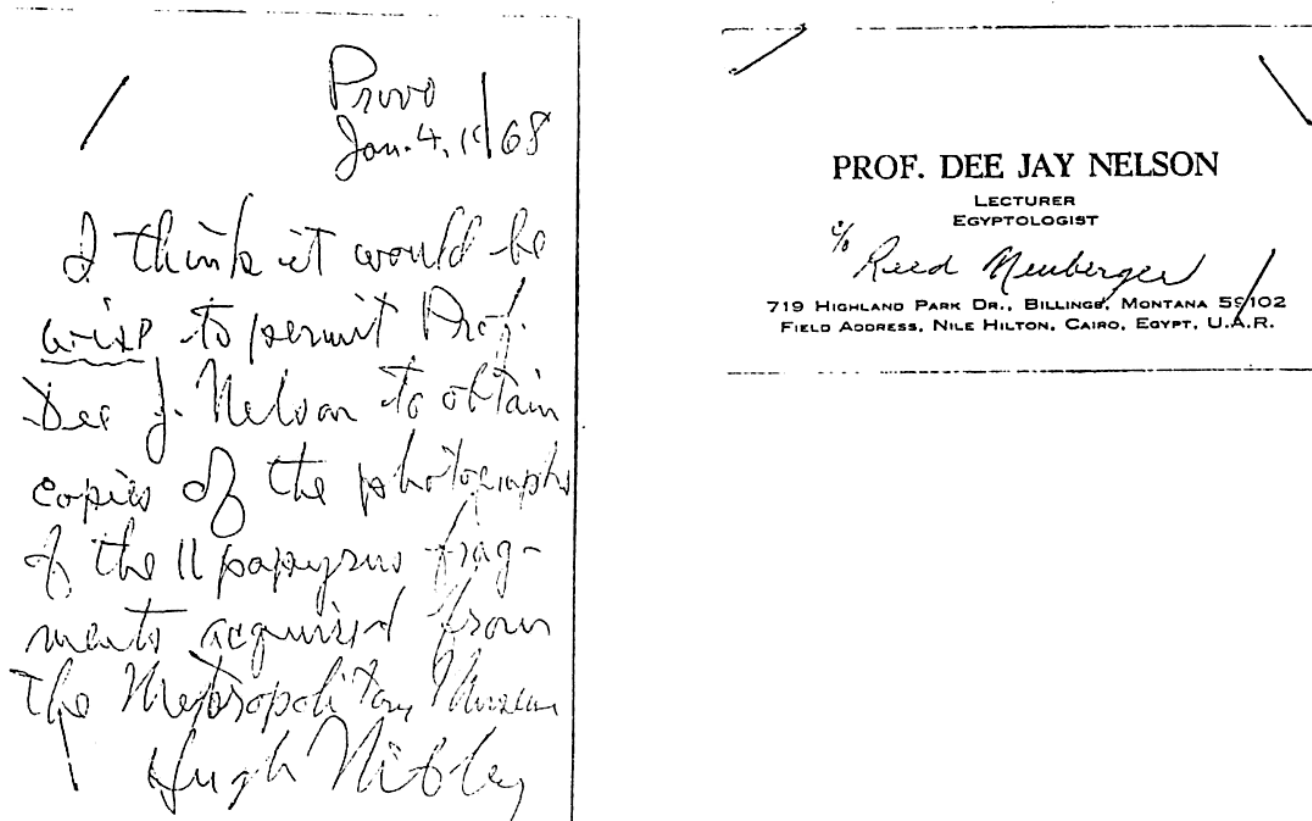 Provo
Jan. 4, 1968
I think it would be
wise to permit Prof.
Dee J. Nelson to obtain
copies of the photographs
of the 11 papyrus frag-
ments acquired from
the Metropolitan Museum
Hugh Nibley
PROF. DEE JAY NELSON
LECTURER
EGYPTOLOGIST
c/o Reed Neuberger
719 HIGHLAND PARK DR., BILLINGS, MONTANA 59102
FIELD ADDRESS, NILE HILTON, CAIRO, EGYPT, U.A.R.